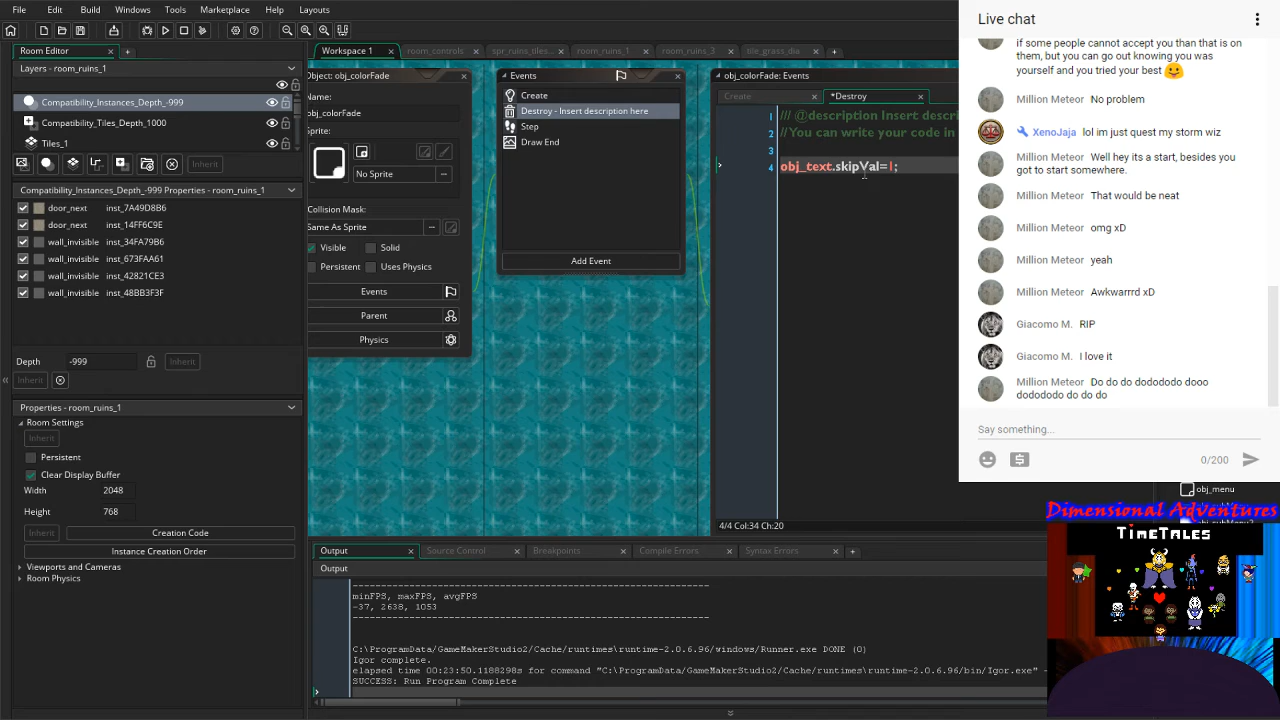 File Edit Build Windows Tools Marketplace Help Layouts
Room Editor
Workspace 1 room_controls spr_ruins_tiles room_ruins_1 room_ruins_3 tile_grass_dia
Layers - room_ruins_1
Compatibility_Instances_Depth_-999
Compatibility_Tiles_Depth_1000
Tiles_1
Inherit
Compatibility_Instances_Depth_-999 Properties - room_ruins_1
door_next inst_7A49D8B6
door_next inst_14FF6C9E
wall_invisible inst_34FA79B6
wall_invisible inst_673FAA61
wall_invisible inst_42821CE3
wall_invisible inst_48BB3F3F
Depth -999 Inherit
Inherit
Properties - room_ruins_1
Room Settings
Inherit
Persistent
Clear Display Buffer
Width 2048
Height 768
Inherit Creation Code
Instance Creation Order
Viewports and Cameras
Room Physics
Object: obj_colorFade
Name:
obj_colorFade
Sprite:
No Sprite
Collision Mask:
Same As Sprite
Visible Solid
Persistent Uses Physics
Events
Parent
Physics
Events
Create
Destroy - Insert description here
Step
Draw End
Add Event
obj_colorFade: Events
Create *Destroy
1 /// @description Insert descri
2 //You can write your code in
3
4 obj_text.skipVal=1;
4/4 Col:34 Ch:20
Output Source Control Breakpoints Compile Errors Syntax Errors
Output
minFPS, maxFPS, avgFPS
-37, 2638, 1053
C:\ProgramData/GameMakerStudio2/Cache/runtimes\runtime-2.0.6.96/windows/Runner.exe DONE (0)
Igor complete.
elapsed time 00:23:50.1188298s for command "C:\ProgramData/GameMakerStudio2/Cache/runtimes\runtime-2.0.6.96/bin/Igor.exe" -
SUCCESS: Run Program Complete
Live chat
if some people cannot accept you than that is on
them, but you can go out knowing you was
yourself and you tried your best
Million Meteor No problem
XenoJaja lol im just quest my storm wiz
Million Meteor Well hey its a start, besides you
got to start somewhere.
Million Meteor That would be neat
Million Meteor omg xD
Million Meteor yeah
Million Meteor Awkwarrrd xD
Giacomo M. RIP
Giacomo M. I love it
Million Meteor Do do do dodododo dooo
dodododo do do do
Say something...
0/200
obj_menu
Dimensional Adventures
TIMETALES